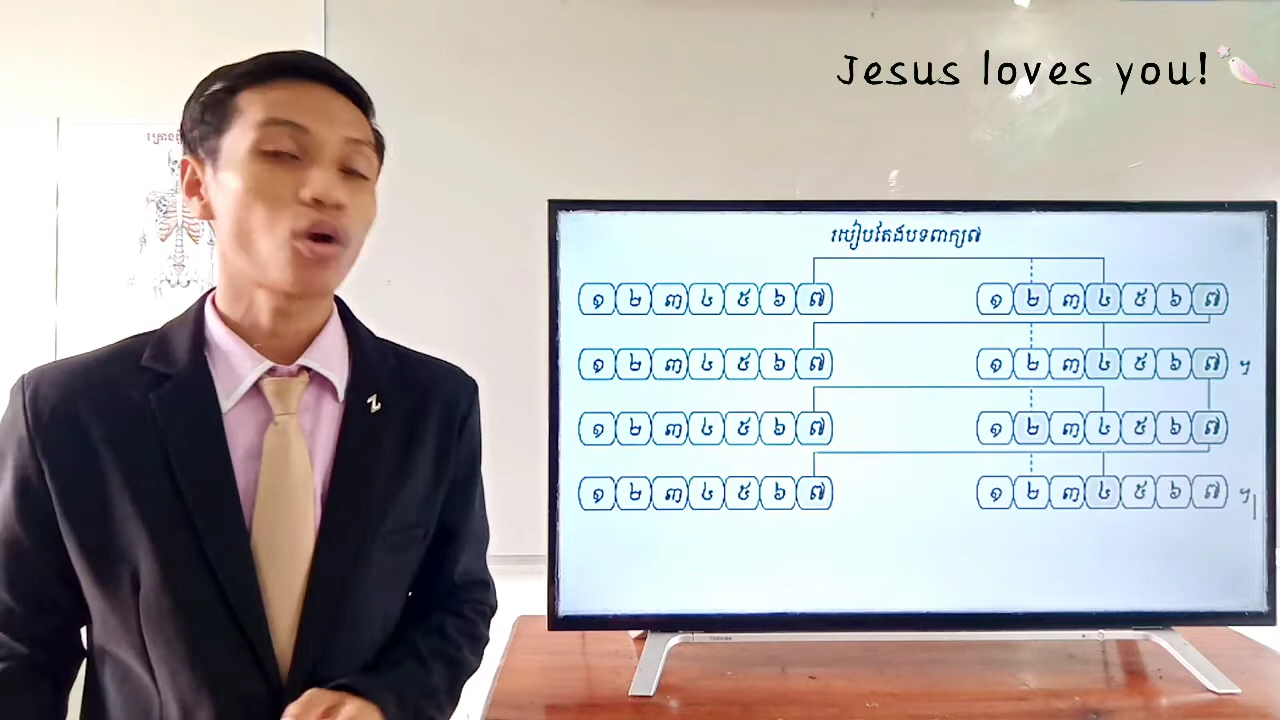 Jesus loves you!
របៀបតែងបទពាក្យ៧
១ ២ ៣ ៤ ៥ ៦ ៧ ១ ២ ៣ ៤ ៥ ៦ ៧
១ ២ ៣ ៤ ៥ ៦ ៧ ១ ២ ៣ ៤ ៥ ៦ ៧ ។
១ ២ ៣ ៤ ៥ ៦ ៧ ១ ២ ៣ ៤ ៥ ៦ ៧
១ ២ ៣ ៤ ៥ ៦ ៧ ១ ២ ៣ ៤ ៥ ៦ ៧ ។
TOSHIBA